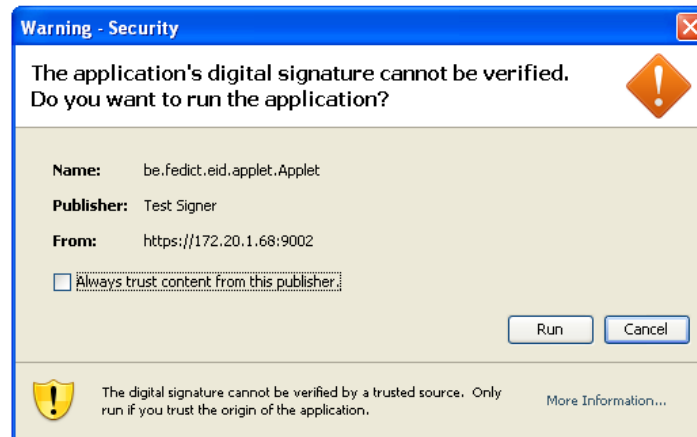 Warning - Security
The application's digital signature cannot be verified.
Do you want to run the application?
Name: be.fedict.eid.applet.Applet
Publisher: Test Signer
From: https://172.20.1.68:9002
Always trust content from this publisher.
Run Cancel
The digital signature cannot be verified by a trusted source. Only
run if you trust the origin of the application.
More Information...